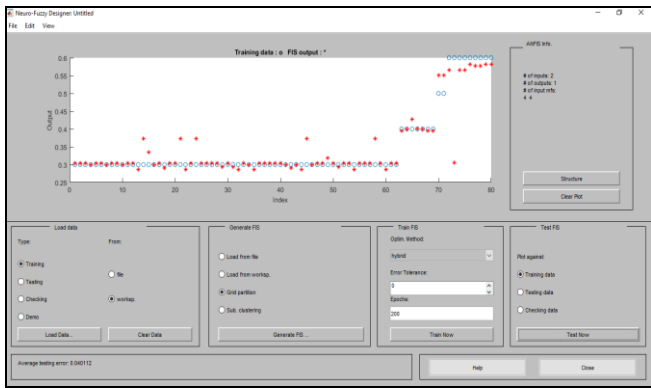 Neuro-Fuzzy Designer: Untitled
File Edit View
Training data : o FIS output : *
0.6
0.55
0.5
0.45
0.4
0.35
0.3
0.25
Output
0 10 20 30 40 50 60 70 80
Index
ANFIS Info.
# of inputs: 2
# of outputs: 1
# of input mfs:
4 4
Structure
Clear Plot
Load data
Type:
From:
Training
Testing
Checking
Demo
file
worksp.
Load Data...
Clear Data
Generate FIS
Load from file
Load from worksp.
Grid partition
Sub. clustering
Generate FIS ...
Train FIS
Optim. Method:
hybrid
Error Tolerance:
0
Epochs:
200
Train Now
Test FIS
Plot against:
Training data
Testing data
Checking data
Test Now
Average testing error: 0.040112
Help
Close